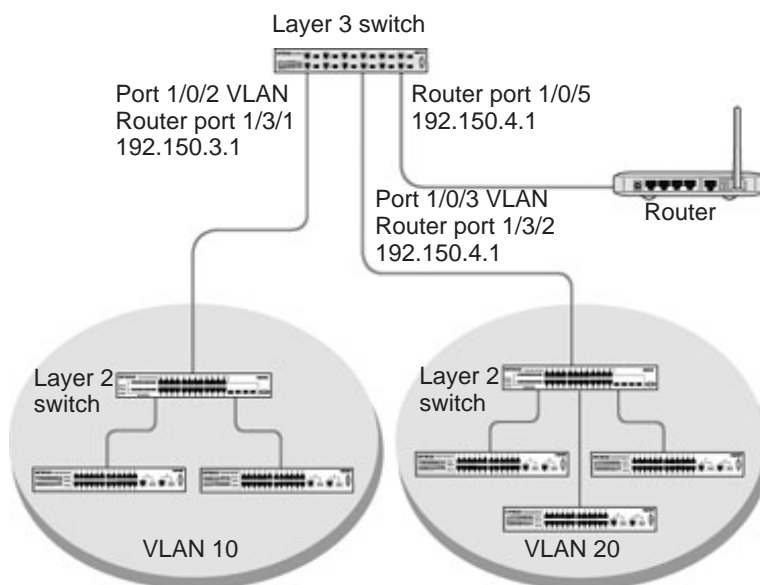 Layer 3 switch
Port 1/0/2 VLAN
Router port 1/3/1
192.150.3.1
Router port 1/0/5
192.150.4.1
Port 1/0/3 VLAN
Router port 1/3/2
192.150.4.1
Router
Layer 2
switch
Layer 2
switch
VLAN 10
VLAN 20